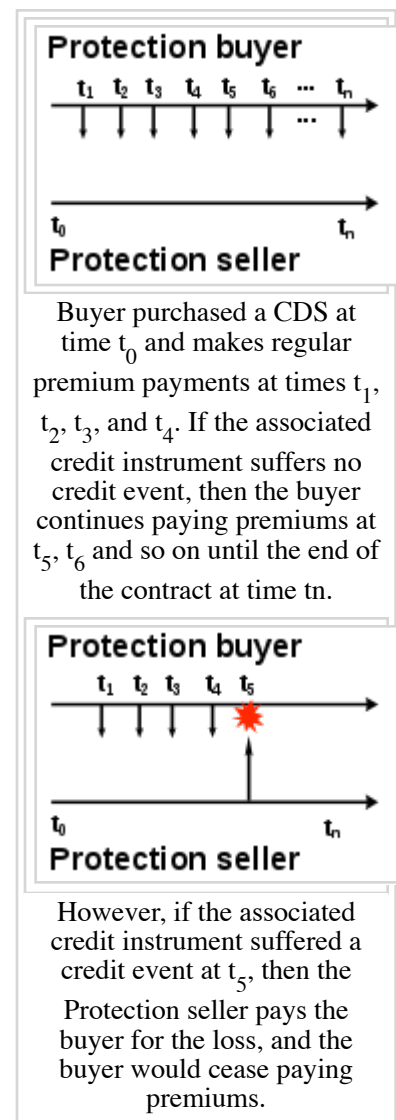 Protection buyer
t₁ t₂ t₃ t₄ t₅ t₆ ... tₙ
...
t₀ tₙ
Protection seller
Buyer purchased a CDS at
time t₀ and makes regular
premium payments at times t₁,
t₂, t₃, and t₄. If the associated
credit instrument suffers no
credit event, then the buyer
continues paying premiums at
t₅, t₆ and so on until the end of
the contract at time tn.
Protection buyer
t₁ t₂ t₃ t₄ t₅
t₀ tₙ
Protection seller
However, if the associated
credit instrument suffered a
credit event at t₅, then the
Protection seller pays the
buyer for the loss, and the
buyer would cease paying
premiums.